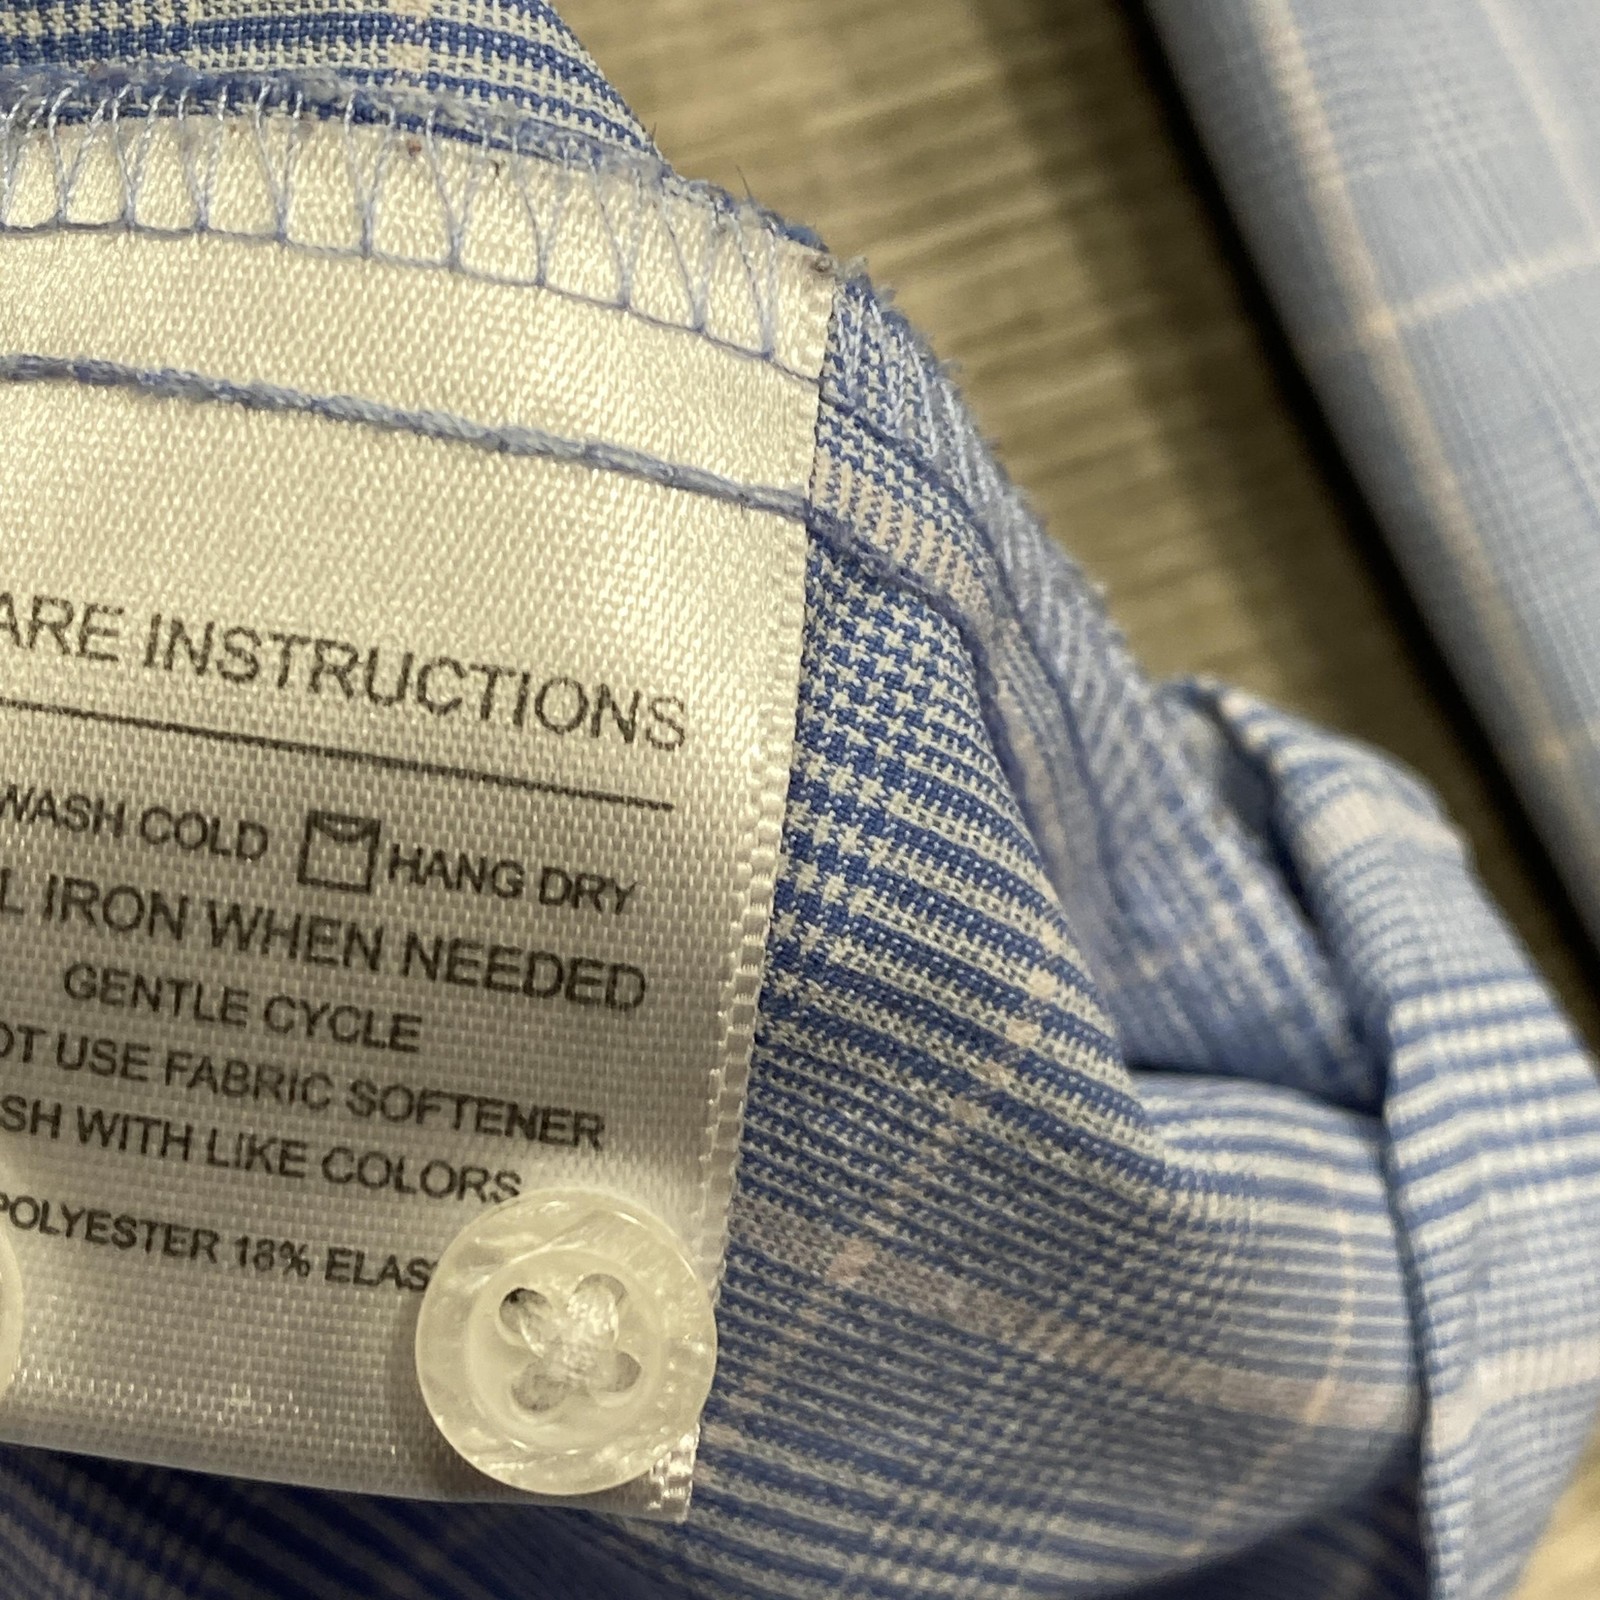 ARE INSTRUCTIONS
WASH COLD HANG DRY
L IRON WHEN NEEDED
GENTLE CYCLE
OT USE FABRIC SOFTENER
SH WITH LIKE COLORS
POLYESTER 18% ELAS